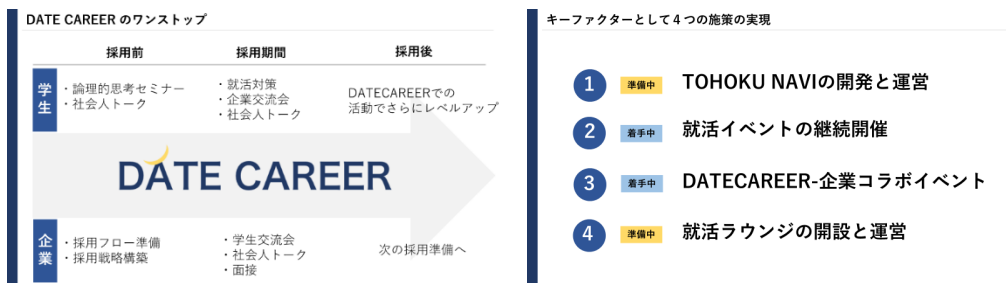 DATE CAREER のワンストップ
採用前
採用期間
採用後
学生
・論理的思考セミナー
・社会人トーク
・就活対策
・企業交流会
・社会人トーク
DATECAREERでの
活動でさらにレベルアップ
DATE CAREER
企業
・採用フロー準備
・採用戦略構築
・学生交流会
・社会人トーク
・面接
次の採用準備へ
キーファクターとして４つの施策の実現
1 準備中 TOHOKU NAVIの開発と運営
2 着手中 就活イベントの継続開催
3 着手中 DATECAREER-企業コラボイベント
4 準備中 就活ラウンジの開設と運営